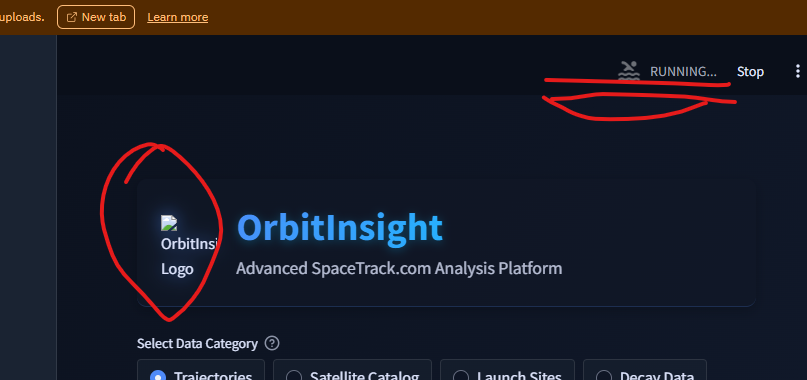 uploads. New tab Learn more
RUNNING... Stop
OrbitInsight
OrbitInsi
Logo
Advanced SpaceTrack.com Analysis Platform
Select Data Category ?
Trajectories Satellite Catalog Launch Sites Decay Data